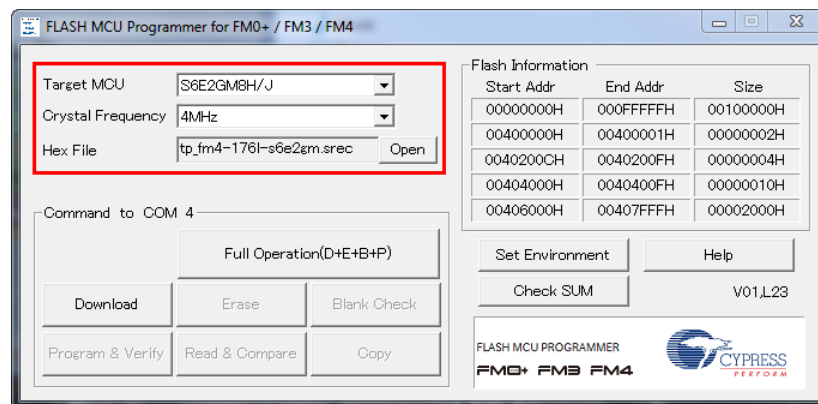 FLASH MCU Programmer for FM0+ / FM3 / FM4
Target MCU S6E2GM8H/J
Crystal Frequency 4MHz
Hex File tp_fm4-176l-s6e2gm.srec Open
Command to COM 4
Full Operation(D+E+B+P)
Download Erase Blank Check
Program & Verify Read & Compare Copy
Flash Information
Start Addr End Addr Size
00000000H 000FFFFFH 00100000H
00400000H 00400001H 00000002H
0040200CH 0040200FH 00000004H
00404000H 0040400FH 00000010H
00406000H 00407FFFH 00002000H
Set Environment Help
Check SUM V01,L23
FLASH MCU PROGRAMMER
FM0+ FM3 FM4
CYPRESS
PERFORM